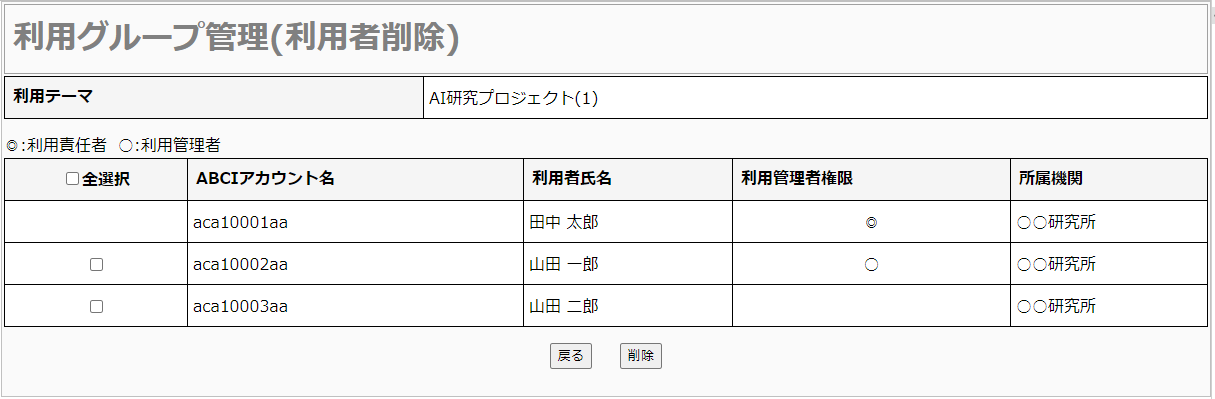 利用グループ管理(利用者削除)
利用テーマ AI研究プロジェクト(1)
◎:利用責任者 ○:利用管理者
全選択 ABCIアカウント名 利用者氏名 利用管理者権限 所属機関
aca10001aa 田中 太郎 ◎ ○○研究所
aca10002aa 山田 一郎 ○ ○○研究所
aca10003aa 山田 二郎 ○○研究所
戻る 削除